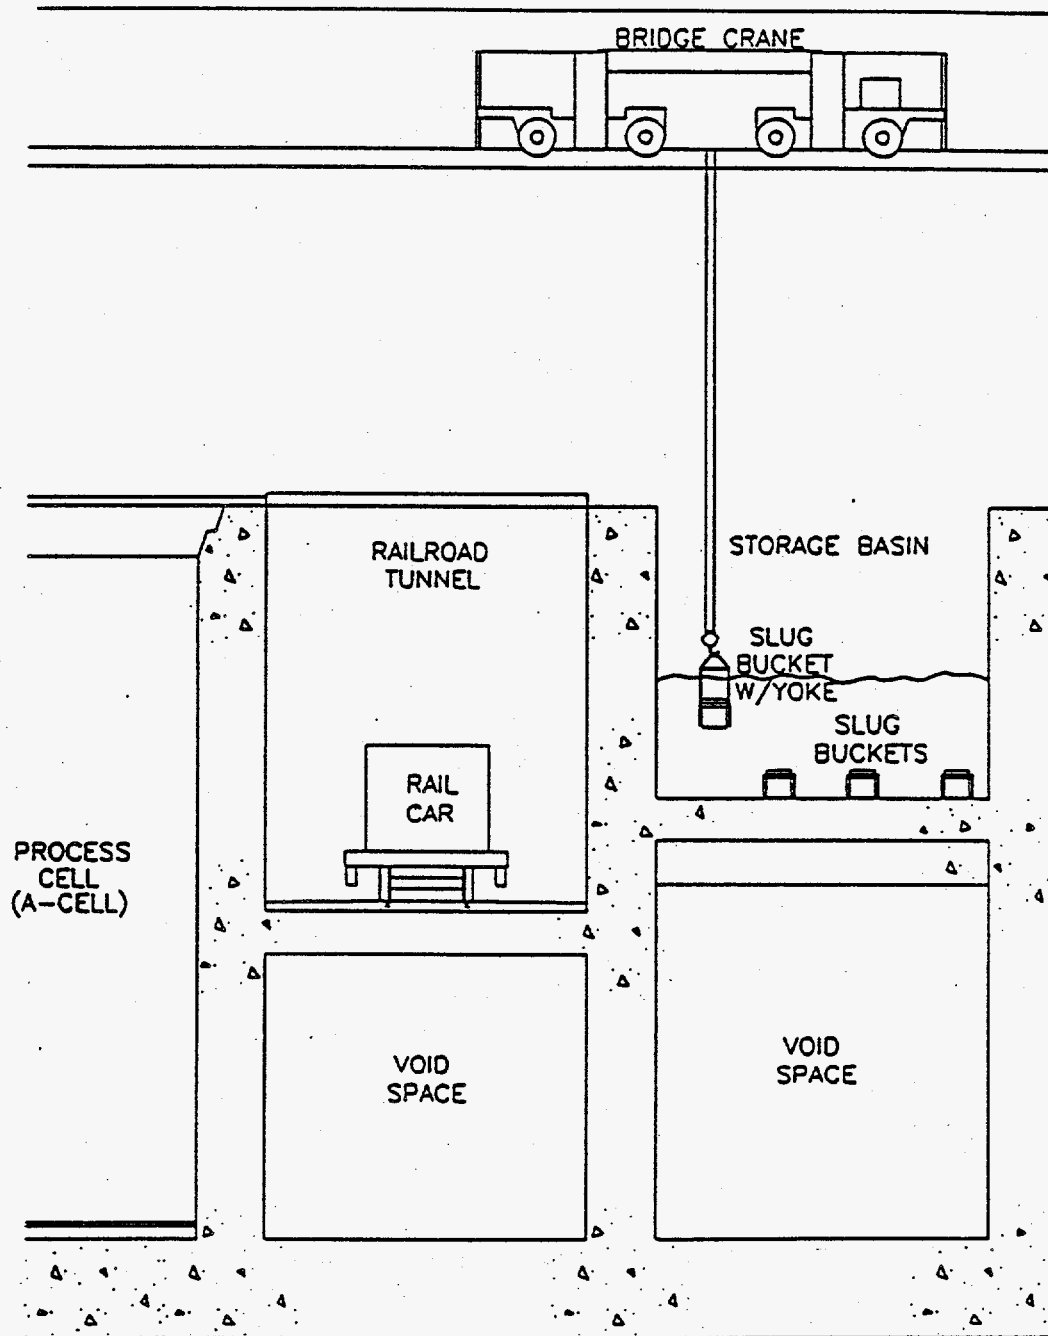 BRIDGE CRANE
RAILROAD
TUNNEL
STORAGE BASIN
SLUG
BUCKET
W/YOKE
SLUG
BUCKETS
RAIL
CAR
PROCESS
CELL
(A-CELL)
VOID
SPACE
VOID
SPACE